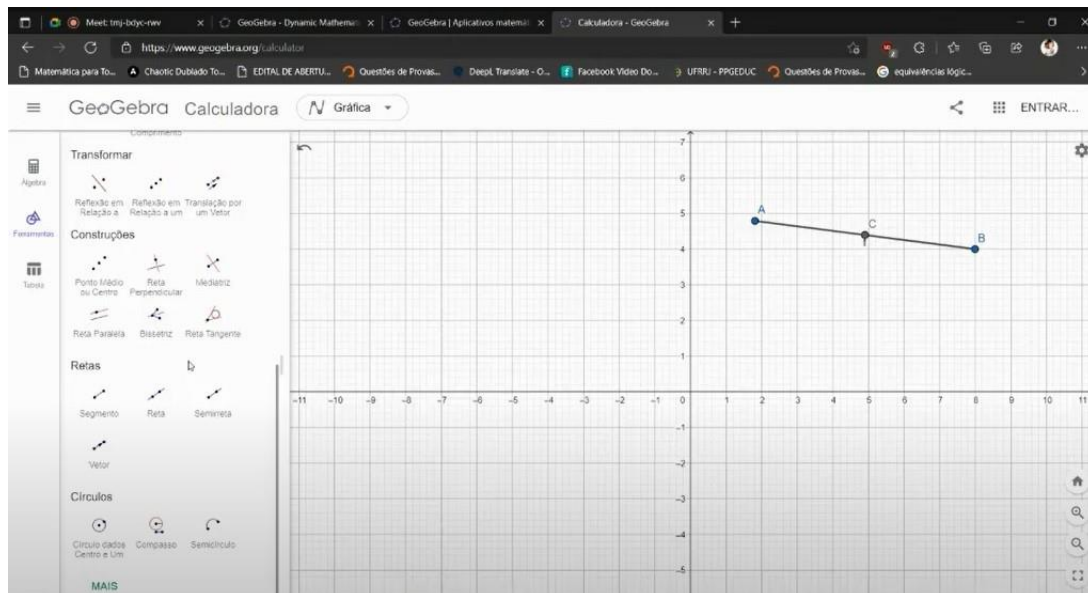 Meet: tmj-bdyc-rwv
GeoGebra - Dynamic Mathemat
GeoGebra | Aplicativos matemát
Calculadora - GeoGebra
https://www.geogebra.org/calculator
Matemática para To...
Chaotic Dublado To...
EDITAL DE ABERTU...
Questões de Provas...
DeepL Translate - O...
Facebook Video Do...
UFRRJ - PPGEDUC
Questões de Provas...
equivalências lógic...
GeoGebra Calculadora
Gráfica
ENTRAR...
Comprimento
Álgebra
Ferramentas
Tabela
Transformar
Reflexão em Relação a
Reflexão em Relação a um
Translação por um Vetor
Construções
Ponto Médio ou Centro
Reta Perpendicular
Mediatriz
Reta Paralela
Bissetriz
Reta Tangente
Retas
Segmento
Reta
Semirreta
Vetor
Círculos
Círculo dados Centro e Um
Compasso
Semicírculo
MAIS
A
C
B
7
6
5
4
3
2
1
-11 -10 -9 -8 -7 -6 -5 -4 -3 -2 -1 0 1 2 3 4 5 6 7 8 9 10 11
-1
-2
-3
-4
-5